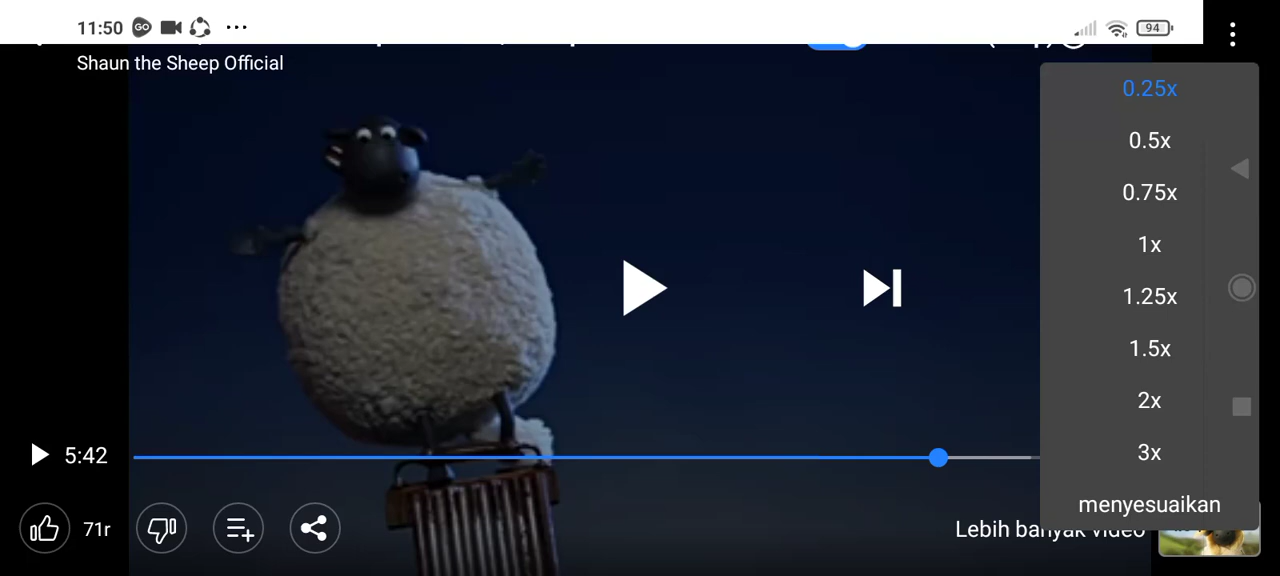 11:50 GO 94
Shaun the Sheep Official
0.25x
0.5x
0.75x
1x
1.25x
1.5x
2x
3x
menyesuaikan
5:42
71r
Lebih banyak video